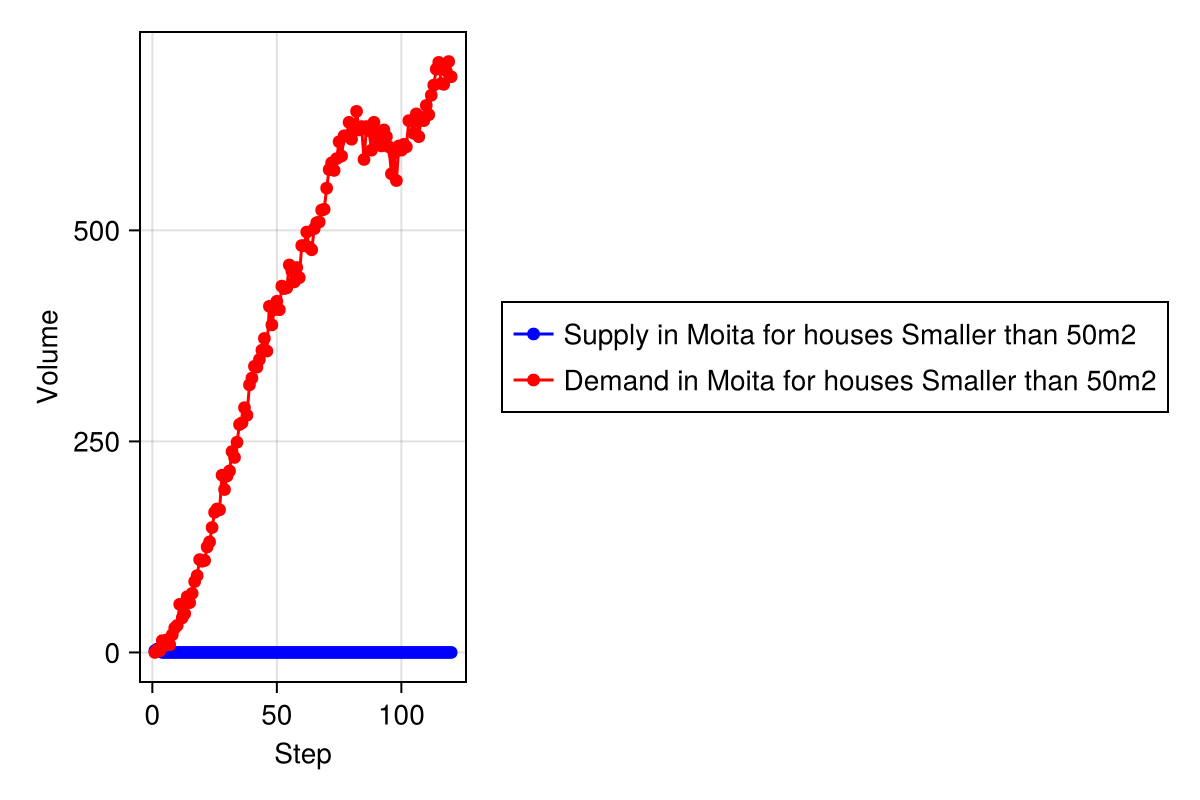 Volume
500
250
0
0 50 100
Step
Supply in Moita for houses Smaller than 50m2
Demand in Moita for houses Smaller than 50m2